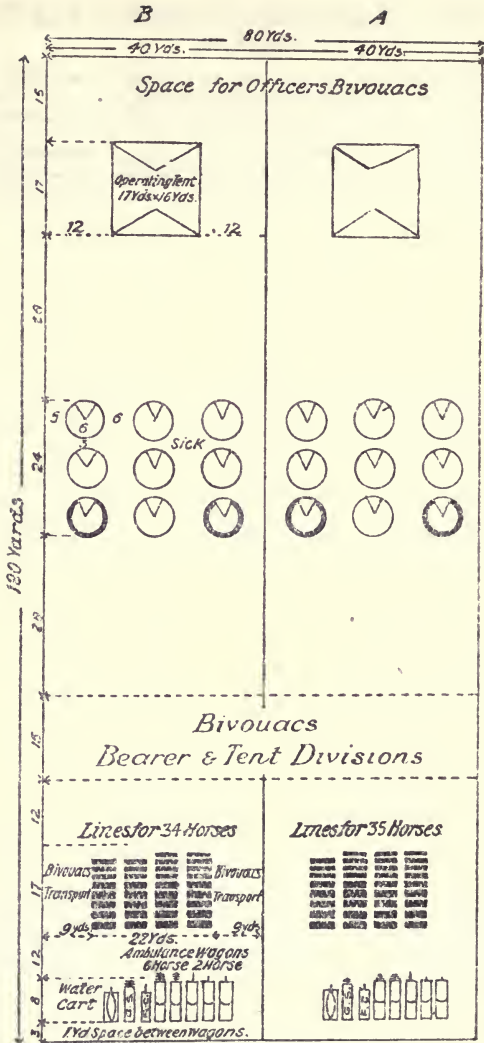 B A
80 Yds.
40 Yds. 40 Yds.
15
Space for Officers Bivouacs
17
Operating Tent
17 Yds x 16 Yds.
12 12
5 6 6
3
Sick
24
180 Yards
15
Bivouacs
Bearer & Tent Divisions
12
Lines for 34 Horses Lines for 35 Horses
17
Bivouacs Bivouacs
Transport Transport
9 yds 22 Yds. 9 yds
Ambulance Wagons
6 Horse 2 Horse
12
Water
Cart
8
3
1 Yd Space between Wagons.